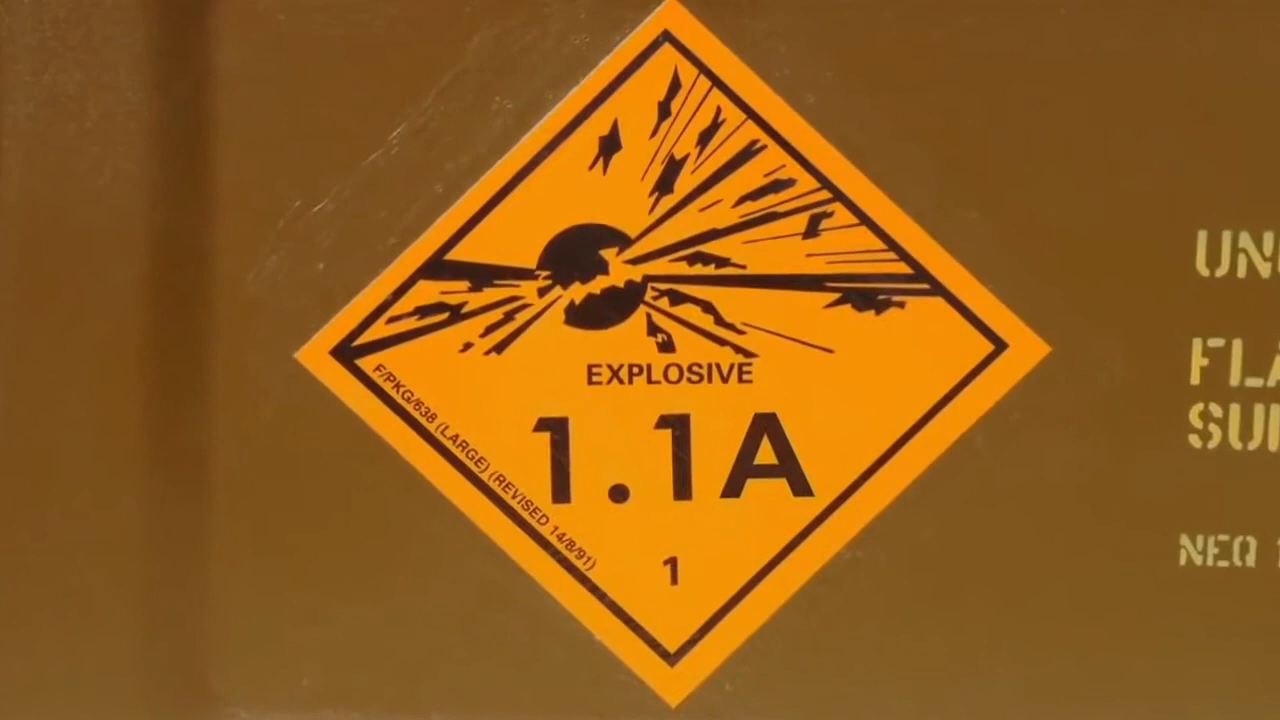 EXPLOSIVE
1.1A
1
F/PKG/638 (LARGE) (REVISED 14/8/91)
UN
FLA
SU
NEQ